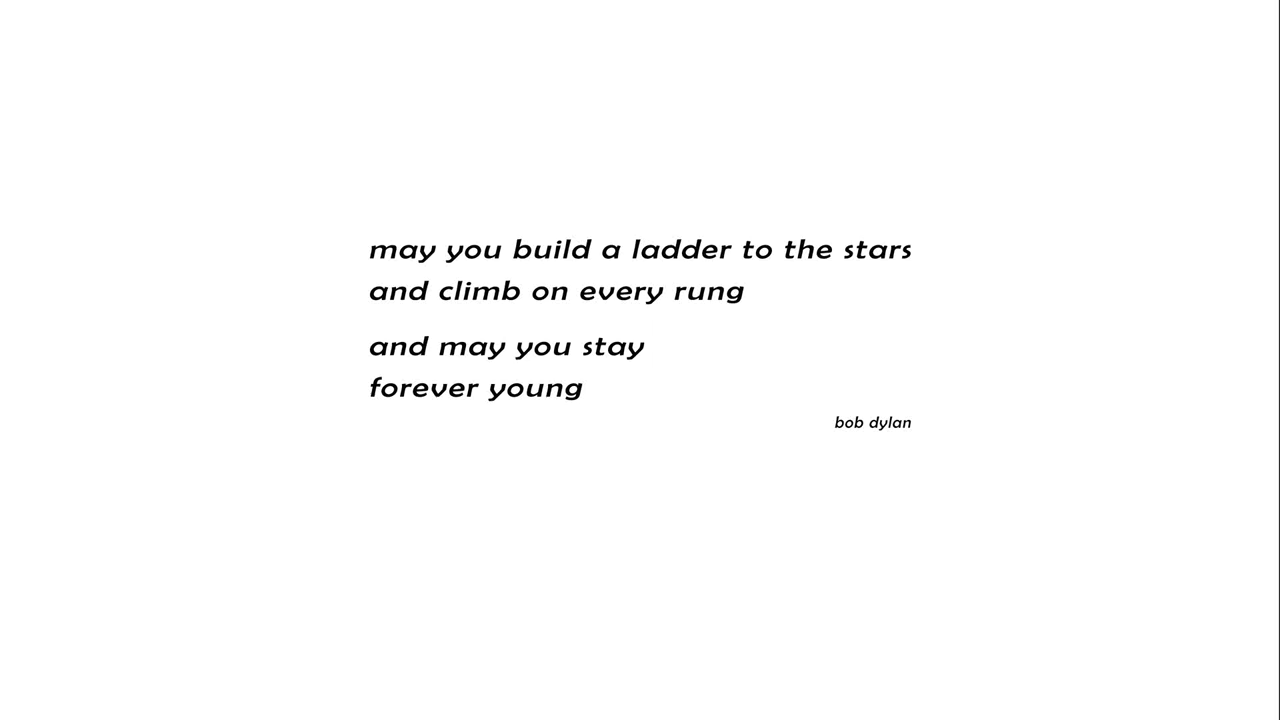 may you build a ladder to the stars
and climb on every rung
and may you stay
forever young
bob dylan